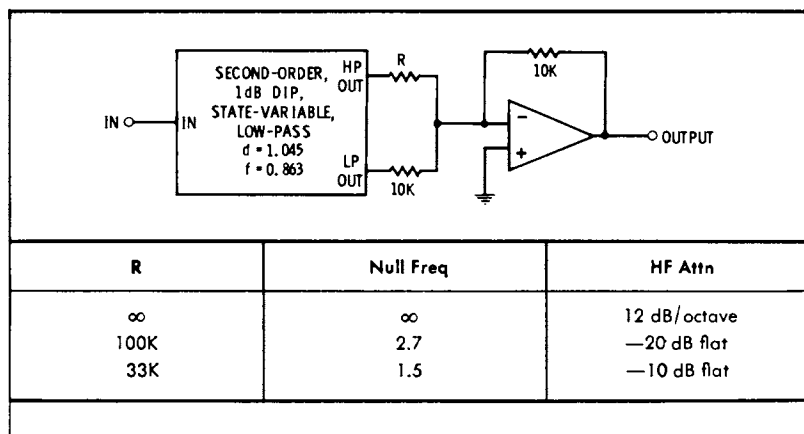 SECOND-ORDER,
1dB DIP,
STATE-VARIABLE,
LOW-PASS
d = 1.045
f = 0.863
IN
IN
HP
OUT
LP
OUT
R
10K
10K
−
+
OUTPUT
R Null Freq HF Attn
∞ ∞ 12 dB/octave
100K 2.7 —20 dB flat
33K 1.5 —10 dB flat